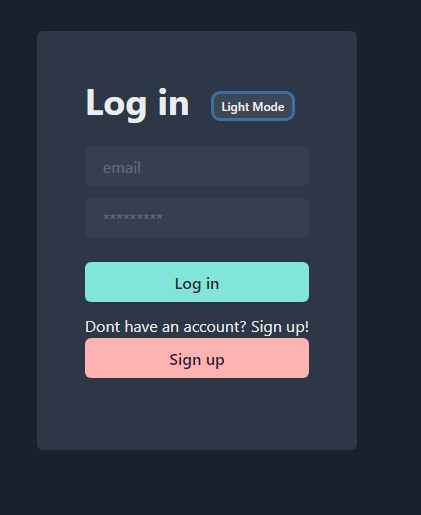 Log in
Light Mode
email
*********
Log in
Dont have an account? Sign up!
Sign up